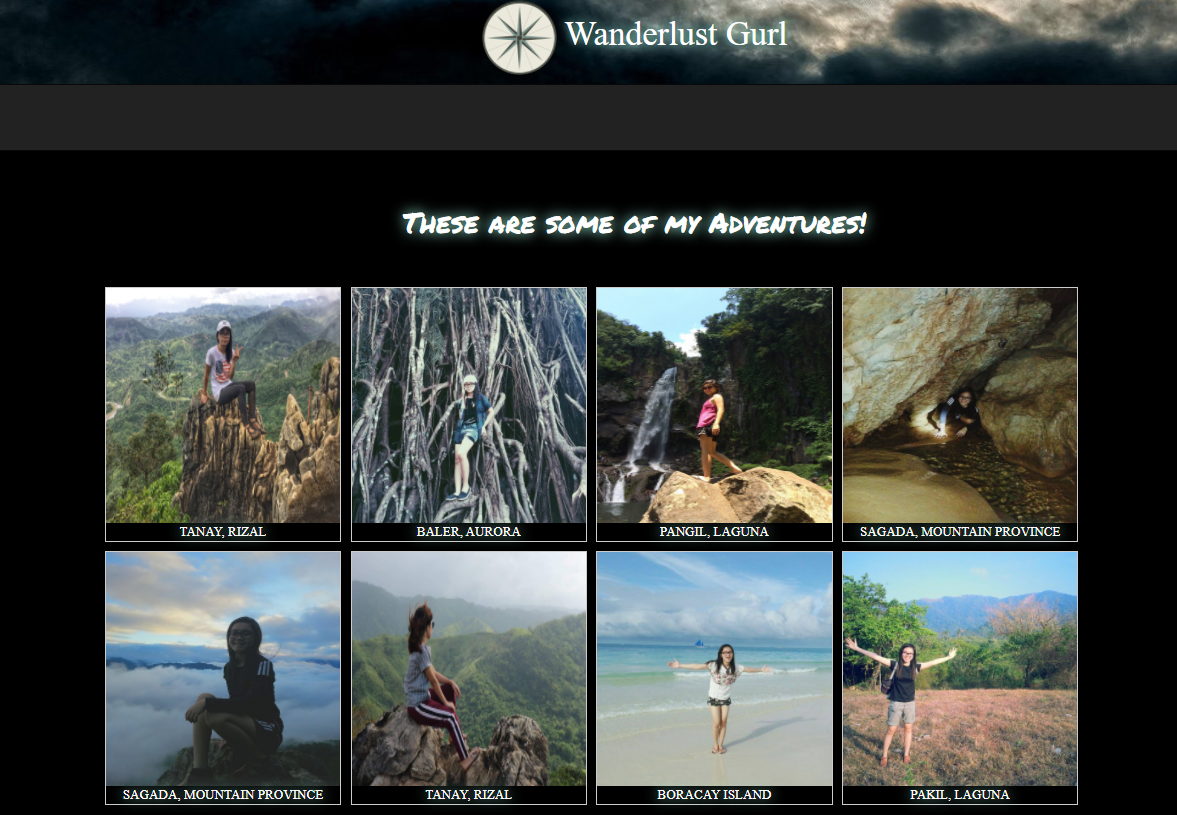 Wanderlust Gurl
These are some of my Adventures!
TANAY, RIZAL
BALER, AURORA
PANGIL, LAGUNA
SAGADA, MOUNTAIN PROVINCE
SAGADA, MOUNTAIN PROVINCE
TANAY, RIZAL
BORACAY ISLAND
PAKIL, LAGUNA